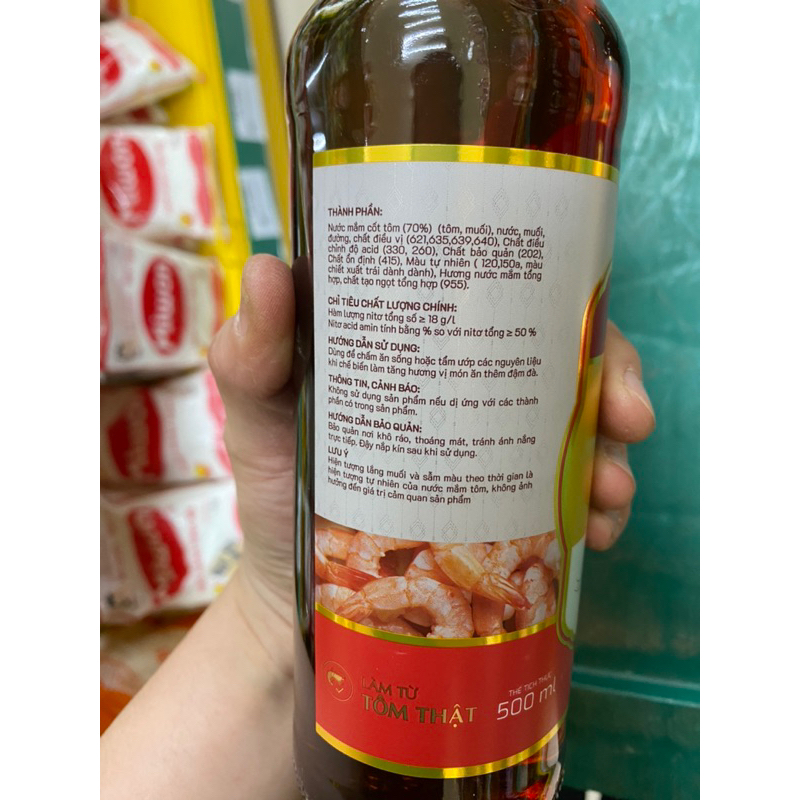 THÀNH PHẦN:
Nước mắm cốt tôm (70%) (tôm, muối), nước, muối,
đường, chất điều vị (621,635,639,640), Chất điều
chỉnh độ acid (330, 260), Chất bảo quản (202),
Chất ổn định (415), Màu tự nhiên ( 120,150a, màu
chiết xuất trái dành dành), Hương nước mắm tổng
hợp, chất tạo ngọt tổng hợp (955).
CHỈ TIÊU CHẤT LƯỢNG CHÍNH:
Hàm lượng nitơ tổng số ≥ 18 g/l
Nitơ acid amin tính bằng % so với nitơ tổng ≥ 50 %
HƯỚNG DẪN SỬ DỤNG:
Dùng để chấm ăn sống hoặc tẩm ướp các nguyên liệu
khi chế biến làm tăng hương vị món ăn thêm đậm đà.
THÔNG TIN, CẢNH BÁO:
Không sử dụng sản phẩm nếu dị ứng với các thành
phần có trong sản phẩm.
HƯỚNG DẪN BẢO QUẢN:
Bảo quản nơi khô ráo, thoáng mát, tránh ánh nắng
trực tiếp. Đậy nắp kín sau khi sử dụng.
LƯU Ý
Hiện tượng lắng muối và sẫm màu theo thời gian là
hiện tượng tự nhiên của nước mắm tôm, không ảnh
hưởng đến giá trị cảm quan sản phẩm
LÀM TỪ
TÔM THẬT
THỂ TÍCH THỰC
500 ml